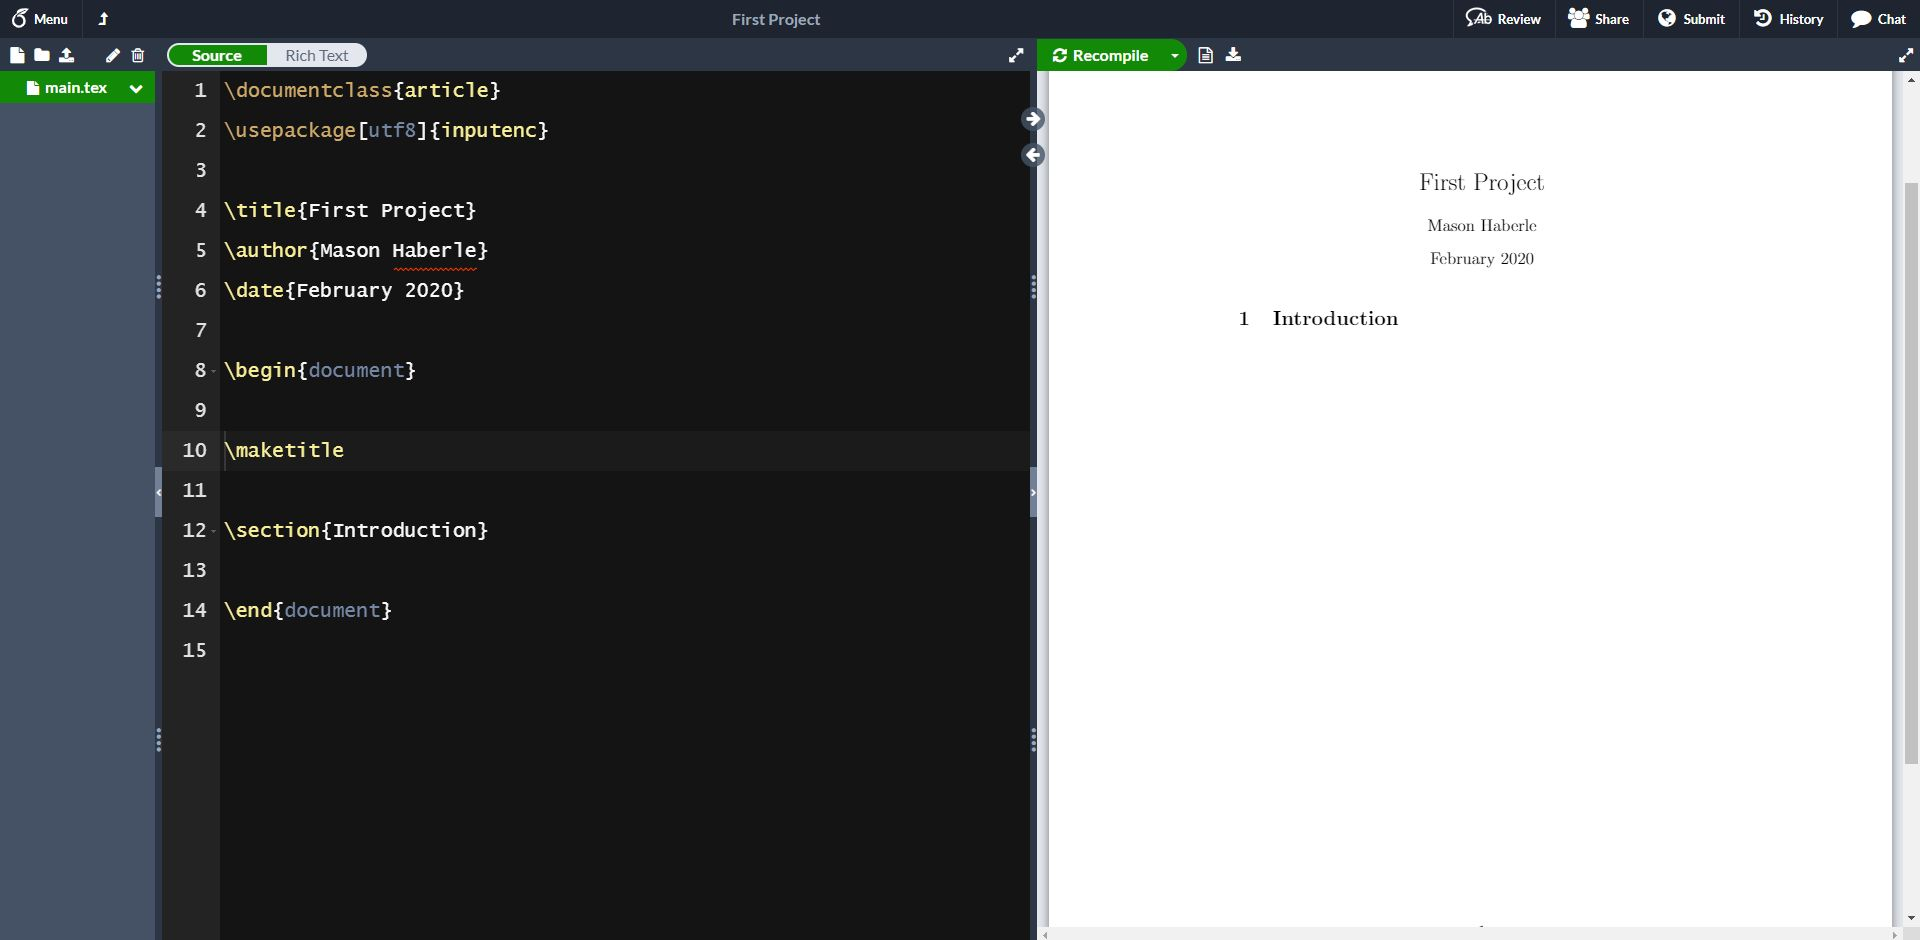 Menu
First Project
Ab Review
Share
Submit
History
Chat
Source
Rich Text
Recompile
main.tex
1 \documentclass{article}
2 \usepackage[utf8]{inputenc}
3
4 \title{First Project}
5 \author{Mason Haberle}
6 \date{February 2020}
7
8 \begin{document}
9
10 \maketitle
11
12 \section{Introduction}
13
14 \end{document}
15
First Project
Mason Haberle
February 2020
1 Introduction